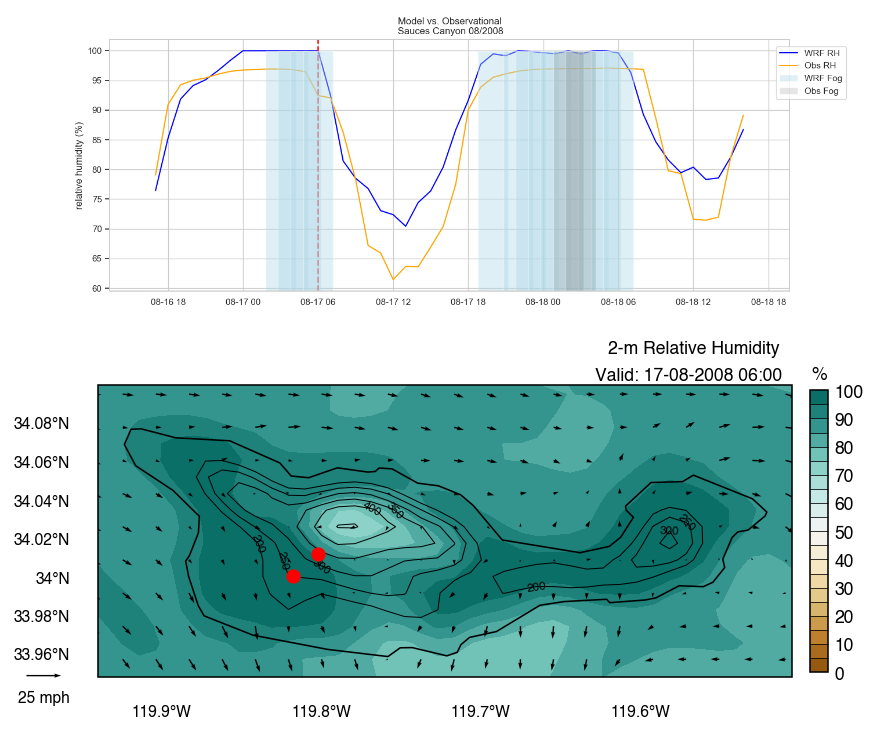 Model vs. Observational
Sauces Canyon 08/2008
relative humidity (%)
100
95
90
85
80
75
70
65
60
08-16 18
08-17 00
08-17 06
08-17 12
08-17 18
08-18 00
08-18 06
08-18 12
08-18 18
WRF RH
Obs RH
WRF Fog
Obs Fog
2-m Relative Humidity
Valid: 17-08-2008 06:00
%
34.08°N
34.06°N
34.04°N
34.02°N
34°N
33.98°N
33.96°N
25 mph
119.9°W
119.8°W
119.7°W
119.6°W
100
90
80
70
60
50
40
30
20
10
0
400
200
300
200